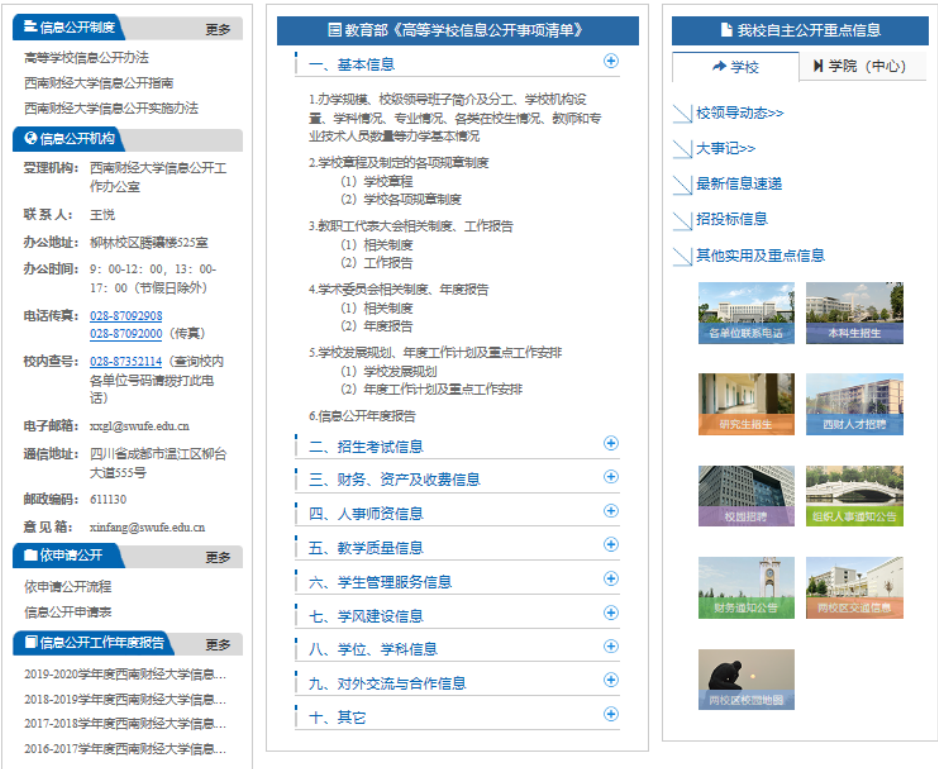 信息公开制度
更多
高等学校信息公开办法
西南财经大学信息公开指南
西南财经大学信息公开实施办法
信息公开机构
受理机构： 西南财经大学信息公开工
作办公室
联 系 人： 王悦
办公地址： 柳林校区腾骧楼525室
办公时间： 9：00-12：00，13：00-
17：00（节假日除外）
电话传真： 028-87092908
028-87092000（传真）
校内查号： 028-87352114（查询校内
各单位号码请拨打此电
话）
电子邮箱： xxgl@swufe.edu.cn
通信地址： 四川省成都市温江区柳台
大道555号
邮政编码： 611130
意 见 箱： xinfang@swufe.edu.cn
依申请公开
更多
依申请公开流程
信息公开申请表
信息公开工作年度报告
更多
2019-2020学年度西南财经大学信息...
2018-2019学年度西南财经大学信息...
2017-2018学年度西南财经大学信息...
2016-2017学年度西南财经大学信息...
教育部《高等学校信息公开事项清单》
一、基本信息
1.办学规模、校级领导班子简介及分工、学校机构设
置、学科情况、专业情况、各类在校生情况、教师和专
业技术人员数量等办学基本情况
2.学校章程及制定的各项规章制度
（1）学校章程
（2）学校各项规章制度
3.教职工代表大会相关制度、工作报告
（1）相关制度
（2）工作报告
4.学术委员会相关制度、年度报告
（1）相关制度
（2）年度报告
5.学校发展规划、年度工作计划及重点工作安排
（1）学校发展规划
（2）年度工作计划及重点工作安排
6.信息公开年度报告
二、招生考试信息
三、财务、资产及收费信息
四、人事师资信息
五、教学质量信息
六、学生管理服务信息
七、学风建设信息
八、学位、学科信息
九、对外交流与合作信息
十、其它
我校自主公开重点信息
学校
学院（中心）
校领导动态>>
大事记>>
最新信息速递
招投标信息
其他实用及重点信息
各单位联系电话
本科生招生
研究生招生
西财人才招聘
校园招聘
组织人事通知公告
财务通知公告
两校区交通信息
两校区校园地图